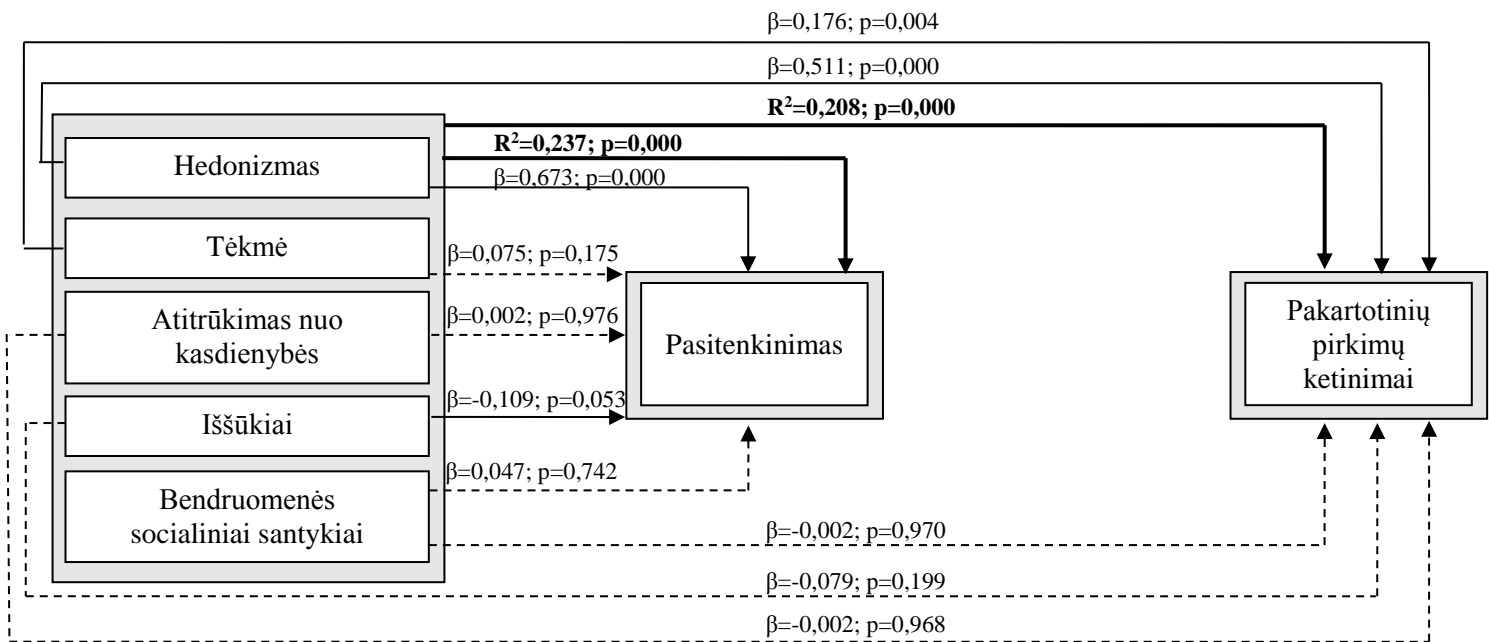 β=0,176; p=0,004
β=0,511; p=0,000
R²=0,208; p=0,000
R²=0,237; p=0,000
Hedonizmas
β=0,673; p=0,000
Tėkmė
β=0,075; p=0,175
Atitrūkimas nuo
kasdienybės
β=0,002; p=0,976
Pasitenkinimas
Pakartotinių
pirkimų
ketinimai
Iššūkiai
β=-0,109; p=0,053
β=0,047; p=0,742
Bendruomenės
socialiniai santykiai
β=-0,002; p=0,970
β=-0,079; p=0,199
β=-0,002; p=0,968